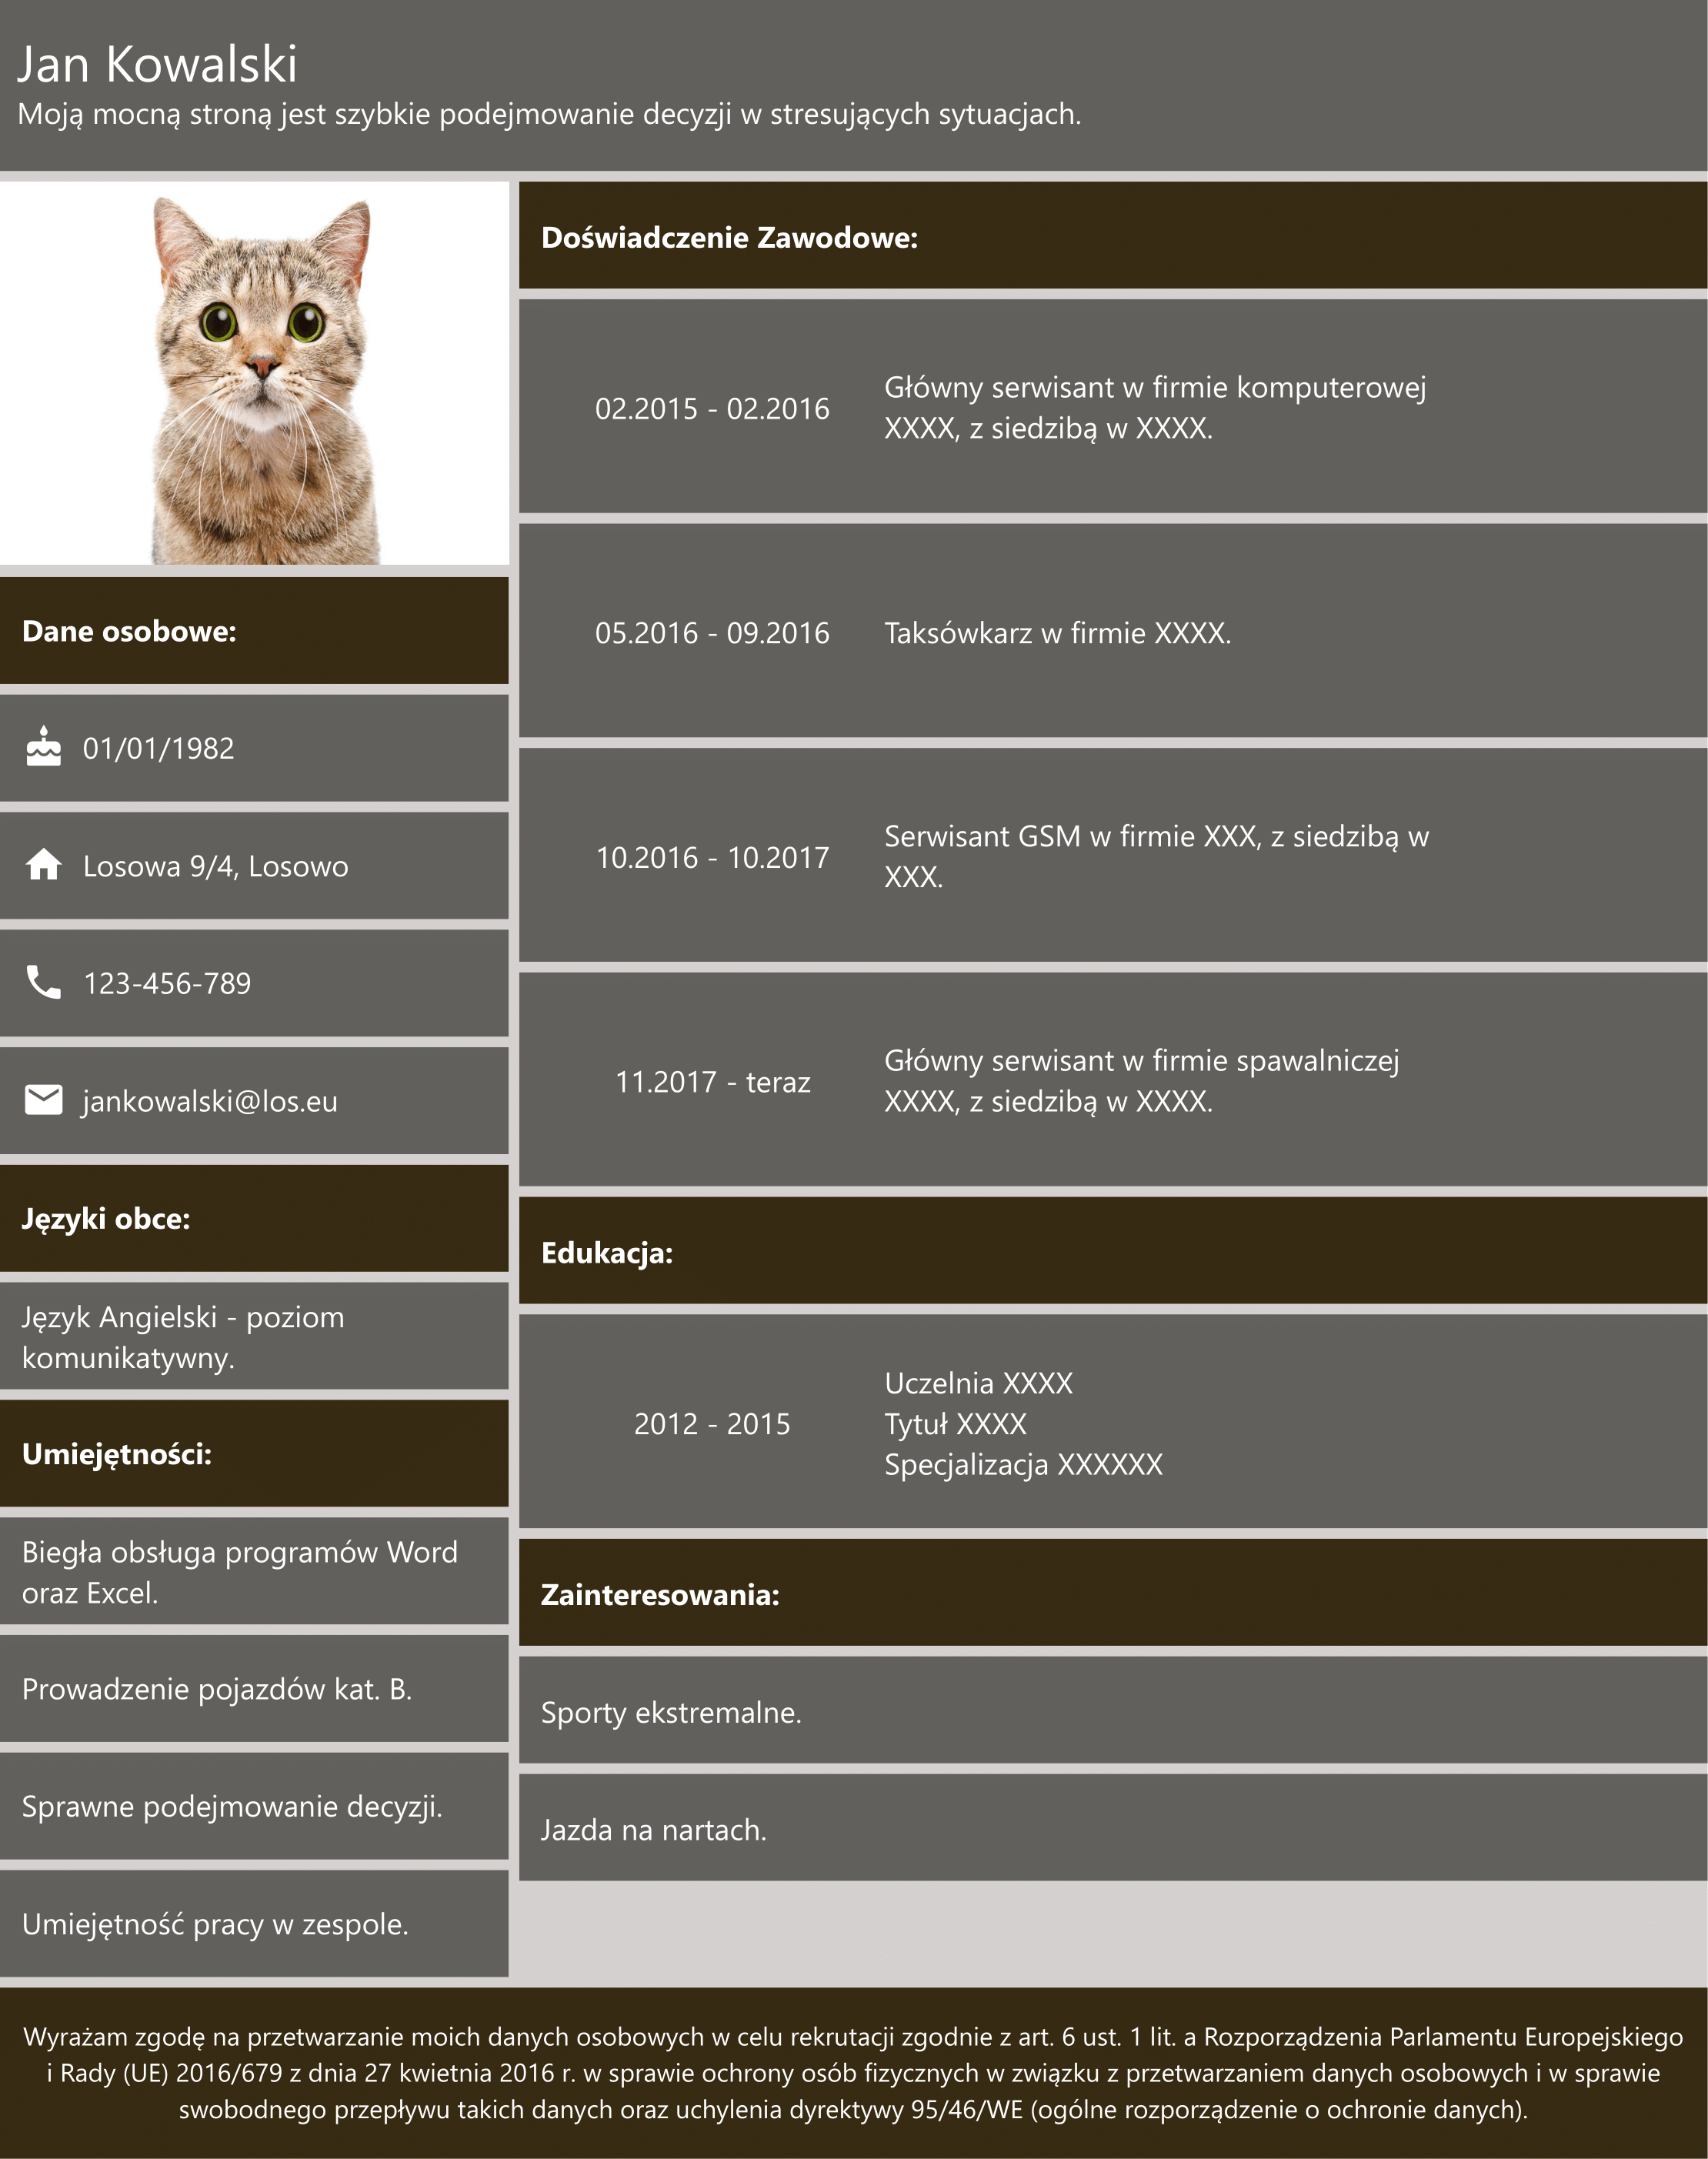 Jan Kowalski
Moją mocną stroną jest szybkie podejmowanie decyzji w stresujących sytuacjach.
Dane osobowe:
01/01/1982
Losowa 9/4, Losowo
123-456-789
jankowalski@los.eu
Języki obce:
Język Angielski - poziom
komunikatywny.
Umiejętności:
Biegła obsługa programów Word
oraz Excel.
Prowadzenie pojazdów kat. B.
Sprawne podejmowanie decyzji.
Umiejętność pracy w zespole.
Doświadczenie Zawodowe:
02.2015 - 02.2016
Główny serwisant w firmie komputerowej
XXXX, z siedzibą w XXXX.
05.2016 - 09.2016
Taksówkarz w firmie XXXX.
10.2016 - 10.2017
Serwisant GSM w firmie XXX, z siedzibą w
XXX.
11.2017 - teraz
Główny serwisant w firmie spawalniczej
XXXX, z siedzibą w XXXX.
Edukacja:
2012 - 2015
Uczelnia XXXX
Tytuł XXXX
Specjalizacja XXXXXX
Zainteresowania:
Sporty ekstremalne.
Jazda na nartach.
Wyrażam zgodę na przetwarzanie moich danych osobowych w celu rekrutacji zgodnie z art. 6 ust. 1 lit. a Rozporządzenia Parlamentu Europejskiego
i Rady (UE) 2016/679 z dnia 27 kwietnia 2016 r. w sprawie ochrony osób fizycznych w związku z przetwarzaniem danych osobowych i w sprawie
swobodnego przepływu takich danych oraz uchylenia dyrektywy 95/46/WE (ogólne rozporządzenie o ochronie danych).